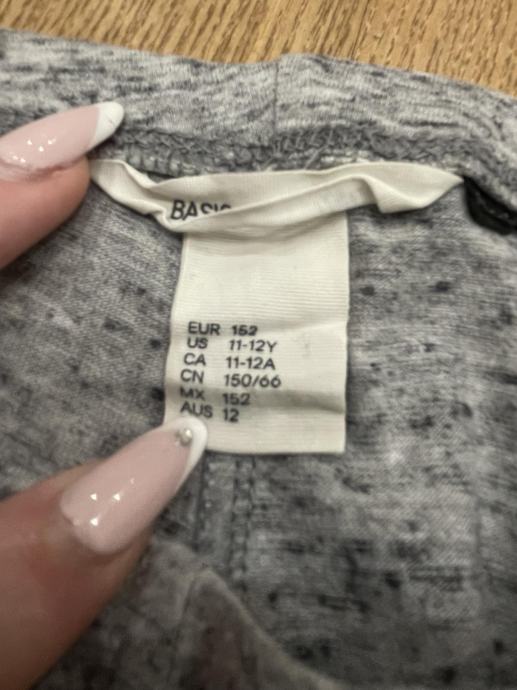 EUR 152
US 11-12Y
CA 11-12A
CN 150/66
MX 152
AUS 12